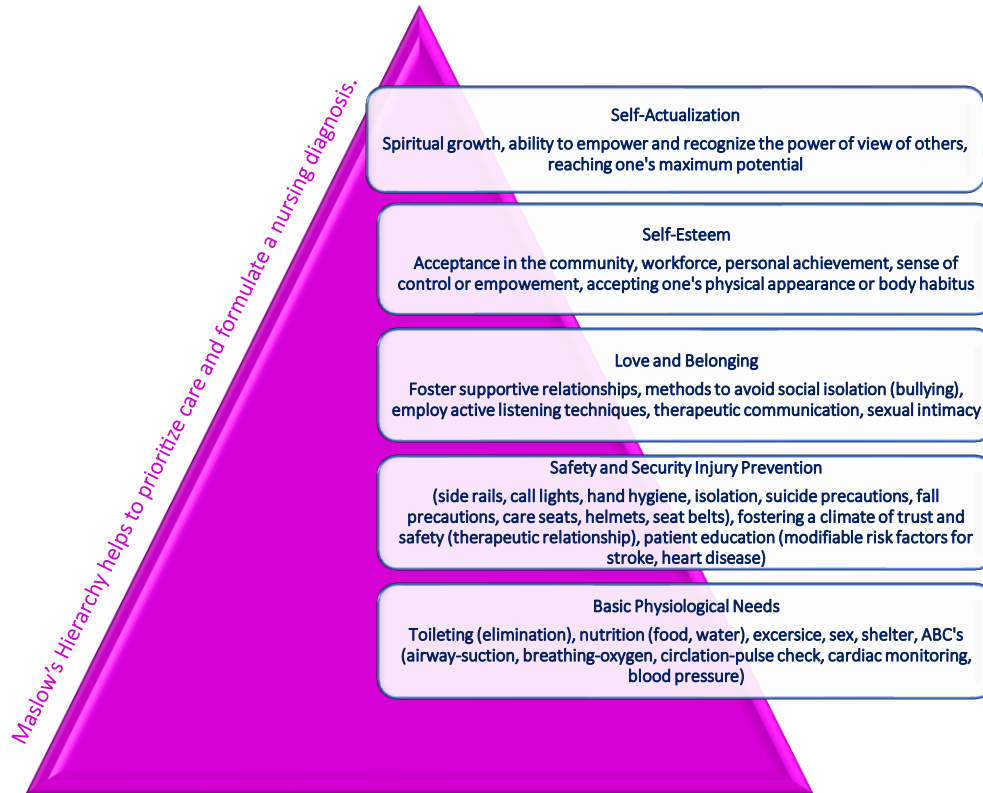 Maslow's Hierarchy helps to prioritize care and formulate a nursing diagnosis.
Self-Actualization
Spiritual growth, ability to empower and recognize the power of view of others,
reaching one's maximum potential
Self-Esteem
Acceptance in the community, workforce, personal achievement, sense of
control or empowement, accepting one's physical appearance or body habitus
Love and Belonging
Foster supportive relationships, methods to avoid social isolation (bullying),
employ active listening techniques, therapeutic communication, sexual intimacy
Safety and Security Injury Prevention
(side rails, call lights, hand hygiene, isolation, suicide precautions, fall
precautions, care seats, helmets, seat belts), fostering a climate of trust and
safety (therapeutic relationship), patient education (modifiable risk factors for
stroke, heart disease)
Basic Physiological Needs
Toileting (elimination), nutrition (food, water), excersice, sex, shelter, ABC's
(airway-suction, breathing-oxygen, circlation-pulse check, cardiac monitoring,
blood pressure)